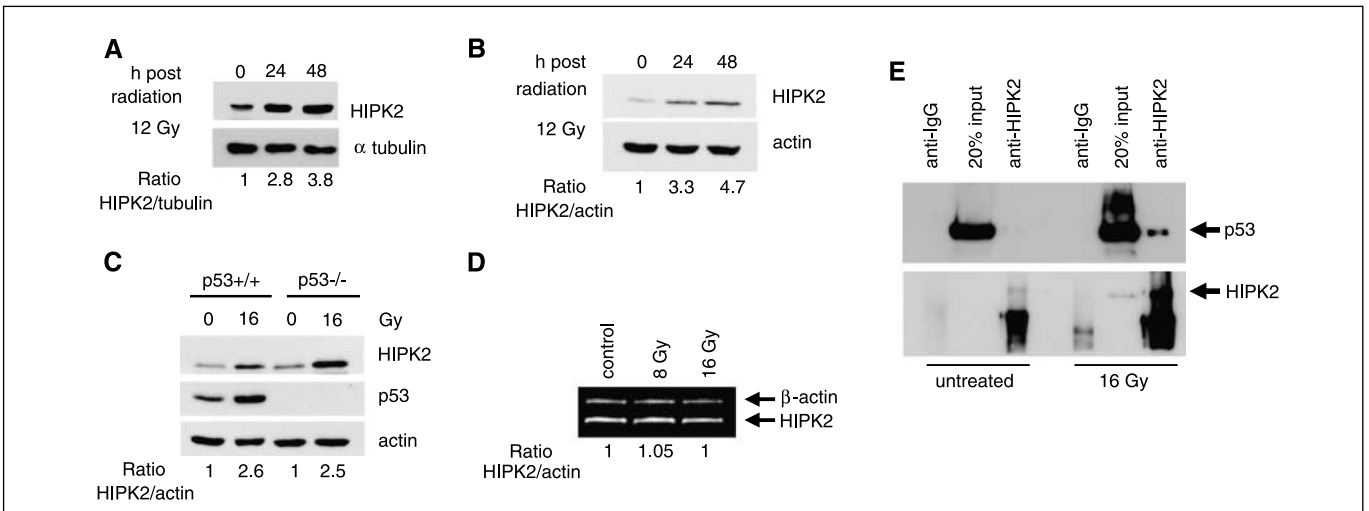 A
h post 0 24 48
radiation
HIPK2
12 Gy
α tubulin
Ratio 1 2.8 3.8
HIPK2/tubulin
B
h post 0 24 48
radiation
HIPK2
12 Gy
actin
Ratio 1 3.3 4.7
HIPK2/actin
C
p53+/+ p53-/-
0 16 0 16 Gy
HIPK2
p53
actin
Ratio 1 2.6 1 2.5
HIPK2/actin
D
control 8 Gy 16 Gy
β-actin
HIPK2
Ratio 1 1.05 1
HIPK2/actin
E
anti-IgG 20% input anti-HIPK2 anti-IgG 20% input anti-HIPK2
p53
HIPK2
untreated 16 Gy